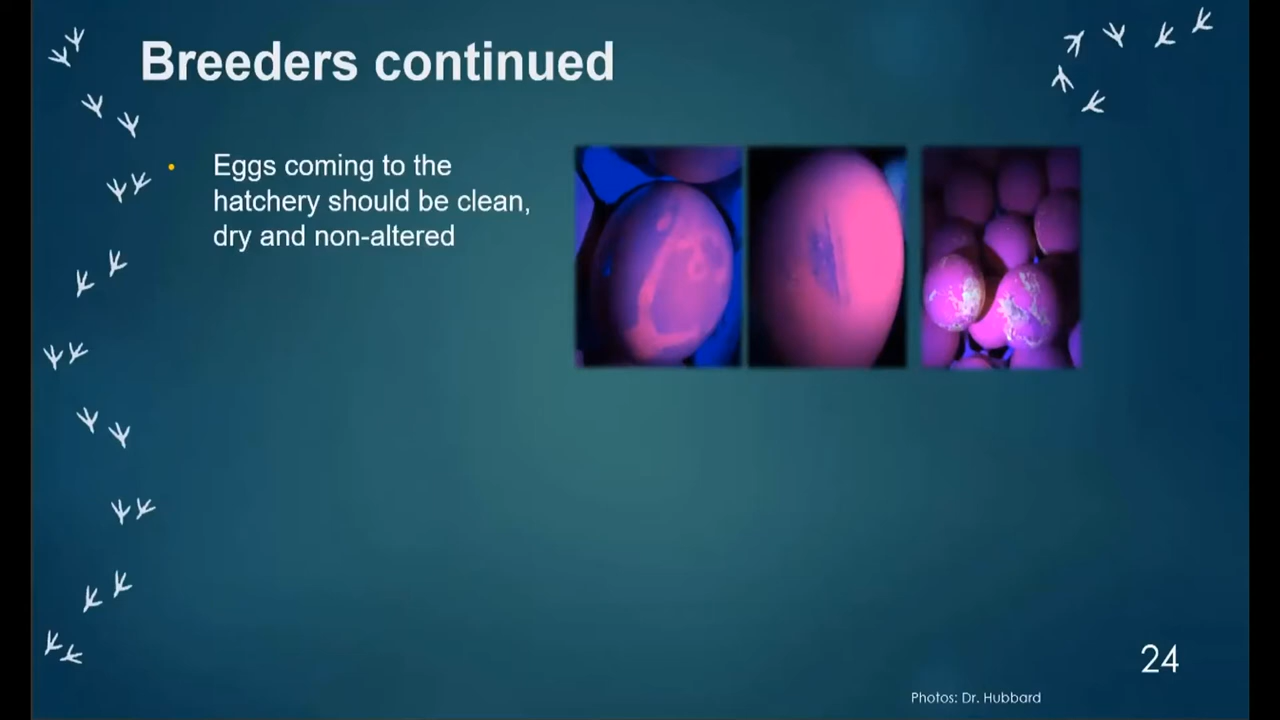 Breeders continued
• Eggs coming to the
hatchery should be clean,
dry and non-altered
24
Photos: Dr. Hubbard